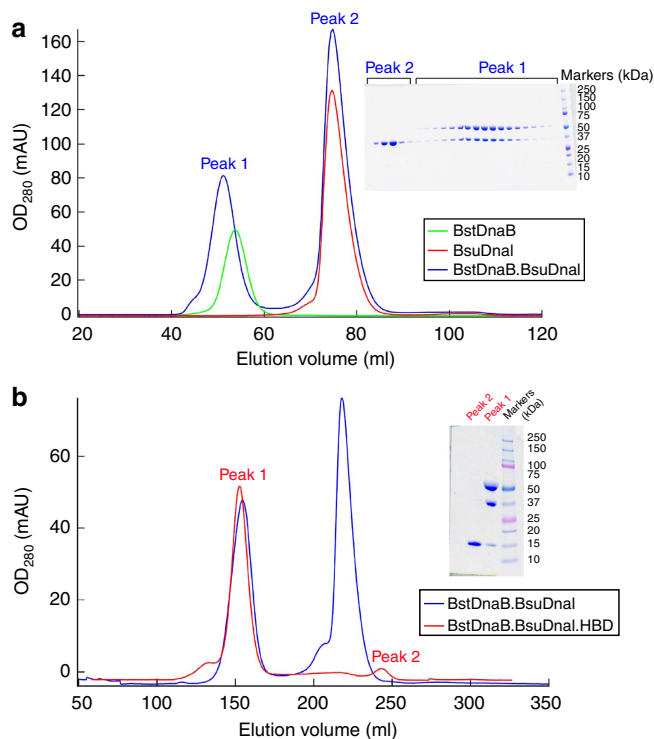 a
Peak 2
160
140
120
100
80
60
40
20
0
OD280 (mAU)
Peak 1
Peak 2
Peak 1
Markers (kDa)
250
150
100
75
50
37
25
20
15
10
BstDnaB
BsuDnaI
BstDnaB.BsuDnaI
20 40 60 80 100 120
Elution volume (ml)
b
60
40
20
0
OD280 (mAU)
Peak 1
Peak 2
Peak 2
Peak 1
Markers
(kDa)
250
150
100
75
50
37
25
20
15
10
BstDnaB.BsuDnaI
BstDnaB.BsuDnaI.HBD
50 100 150 200 250 300 350
Elution volume (ml)